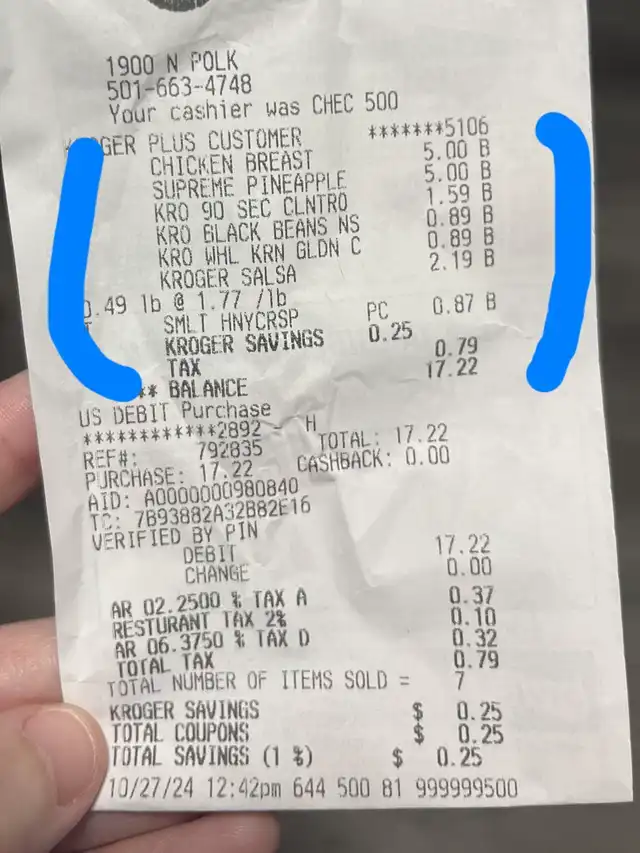 1900 N POLK
501-663-4748
Your cashier was CHEC 500
GER PLUS CUSTOMER *******5106
CHICKEN BREAST 5.00 B
SUPREME PINEAPPLE 5.00 B
KRO 90 SEC CLNTRO 1.59 B
KRO BLACK BEANS NS 0.89 B
KRO WHL KRN GLDN C 0.89 B
KROGER SALSA 2.19 B
0.49 lb @ 1.77 /lb
SMLT HNYCRSP PC 0.87 B
KROGER SAVINGS 0.25
TAX 0.79
** BALANCE 17.22
US DEBIT Purchase
************2892 - H
REF#: 792835 TOTAL: 17.22
PURCHASE: 17.22 CASHBACK: 0.00
AID: A0000000980840
TC: 7B93882A32B82E16
VERIFIED BY PIN
DEBIT 17.22
CHANGE 0.00
AR 02.2500 % TAX A 0.37
RESTURANT TAX 2% 0.10
AR 06.3750 % TAX D 0.32
TOTAL TAX 0.79
TOTAL NUMBER OF ITEMS SOLD = 7
KROGER SAVINGS $ 0.25
TOTAL COUPONS $ 0.25
TOTAL SAVINGS (1 %) $ 0.25
10/27/24 12:42pm 644 500 81 999999500